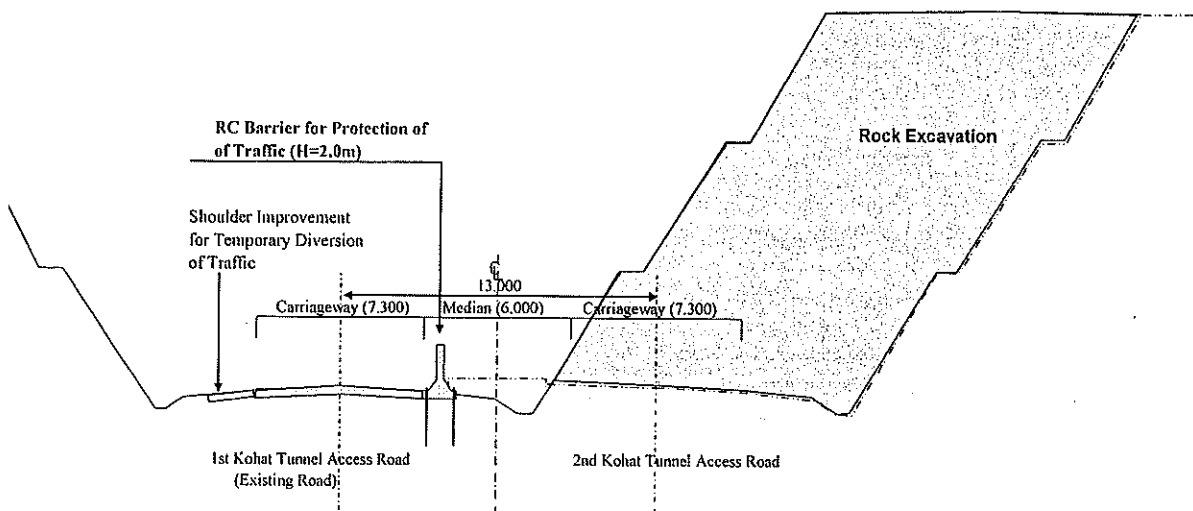 RC Barrier for Protection of
of Traffic (H=2.0m)
Rock Excavation
Shoulder Improvement
for Temporary Diversion
of Traffic
℄
13.000
Carriageway (7.300)
Median (6.000)
Carriageway (7.300)
1st Kohat Tunnel Access Road
(Existing Road)
2nd Kohat Tunnel Access Road